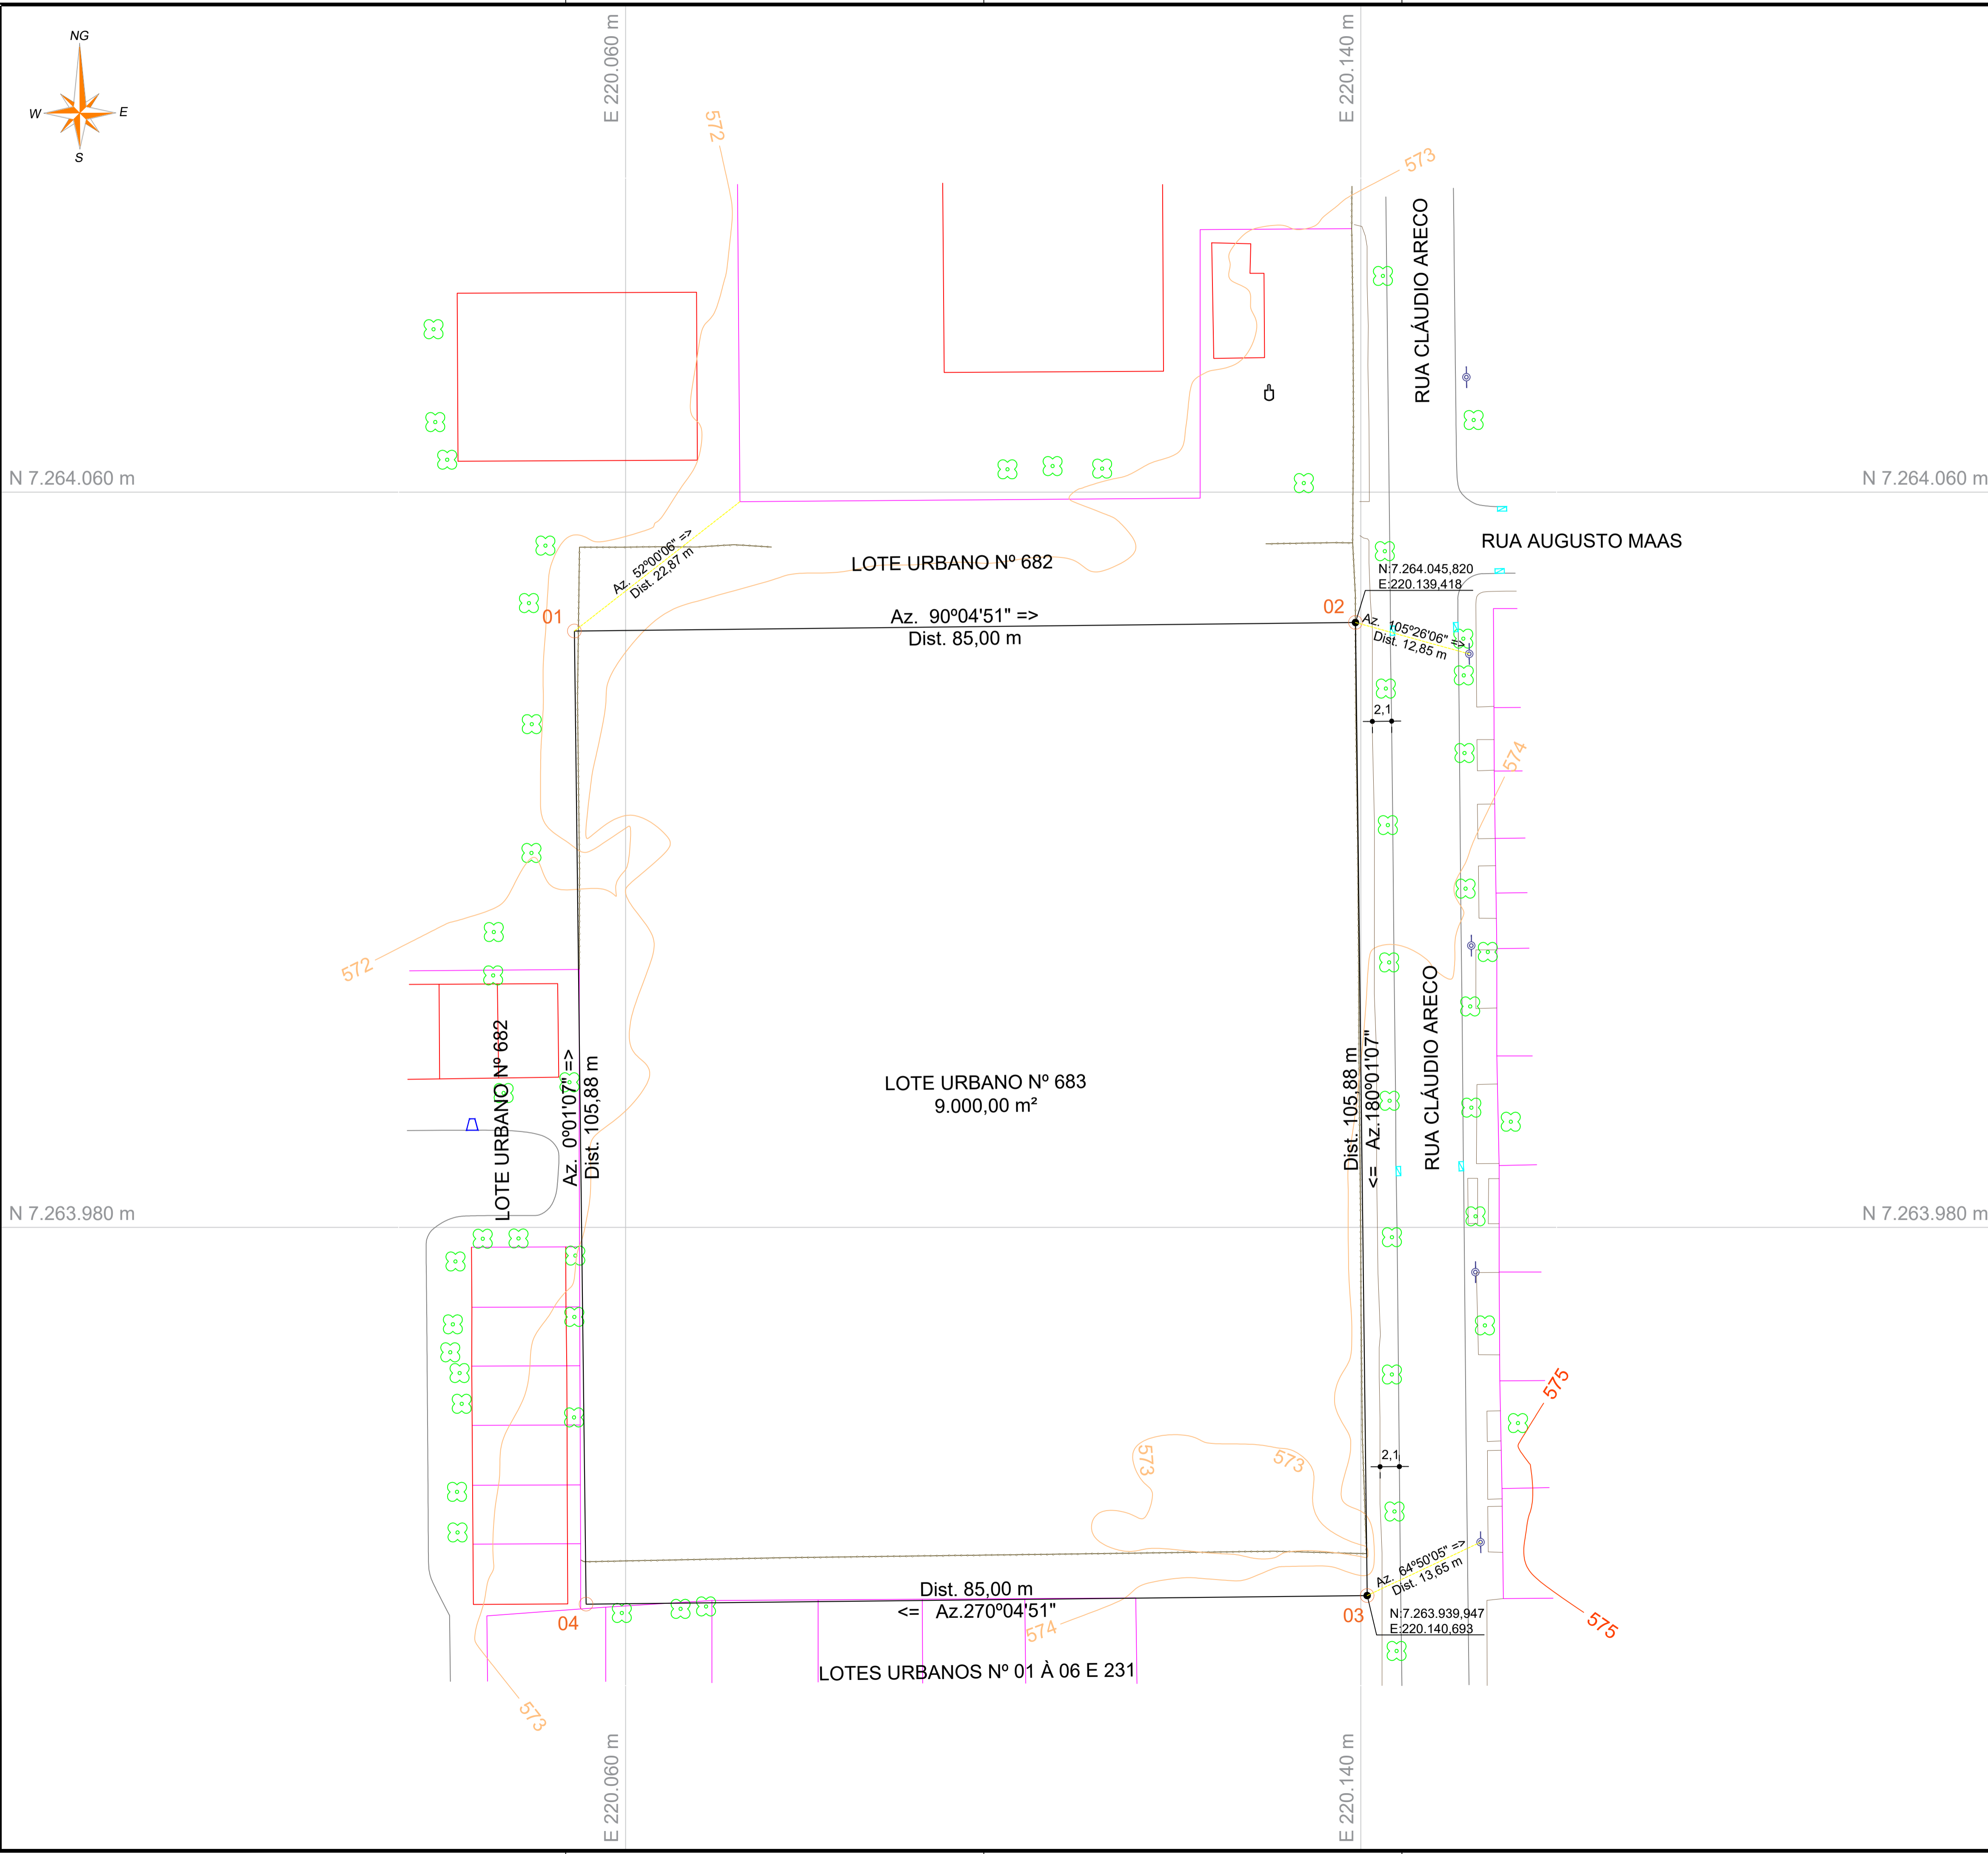 NG
W
E
S
E 220.060 m
E 220.140 m
572
573
RUA CLÁUDIO ARECO
N 7.264.060 m
N 7.264.060 m
RUA AUGUSTO MAAS
Az. 52º00'06" =>
Dist. 22,87 m
LOTE URBANO Nº 682
N:7.264.045,820
E:220.139,418
01
02
Az. 90º04'51" =>
Dist. 85,00 m
Az. 105º26'06" =>
Dist. 12,85 m
2,1
574
572
LOTE URBANO Nº 682
Az. 0º01'07" =>
Dist. 105,88 m
LOTE URBANO Nº 683
9.000,00 m²
Dist. 105,88 m
<= Az.180º01'07"
RUA CLÁUDIO ARECO
N 7.263.980 m
N 7.263.980 m
575
573
573
2,1
Az. 64º50'05" =>
Dist. 13,65 m
Dist. 85,00 m
<= Az.270º04'51"
04
03
N:7.263.939,947
E:220.140,693
574
575
LOTES URBANOS Nº 01 À 06 E 231
573
E 220.060 m
E 220.140 m